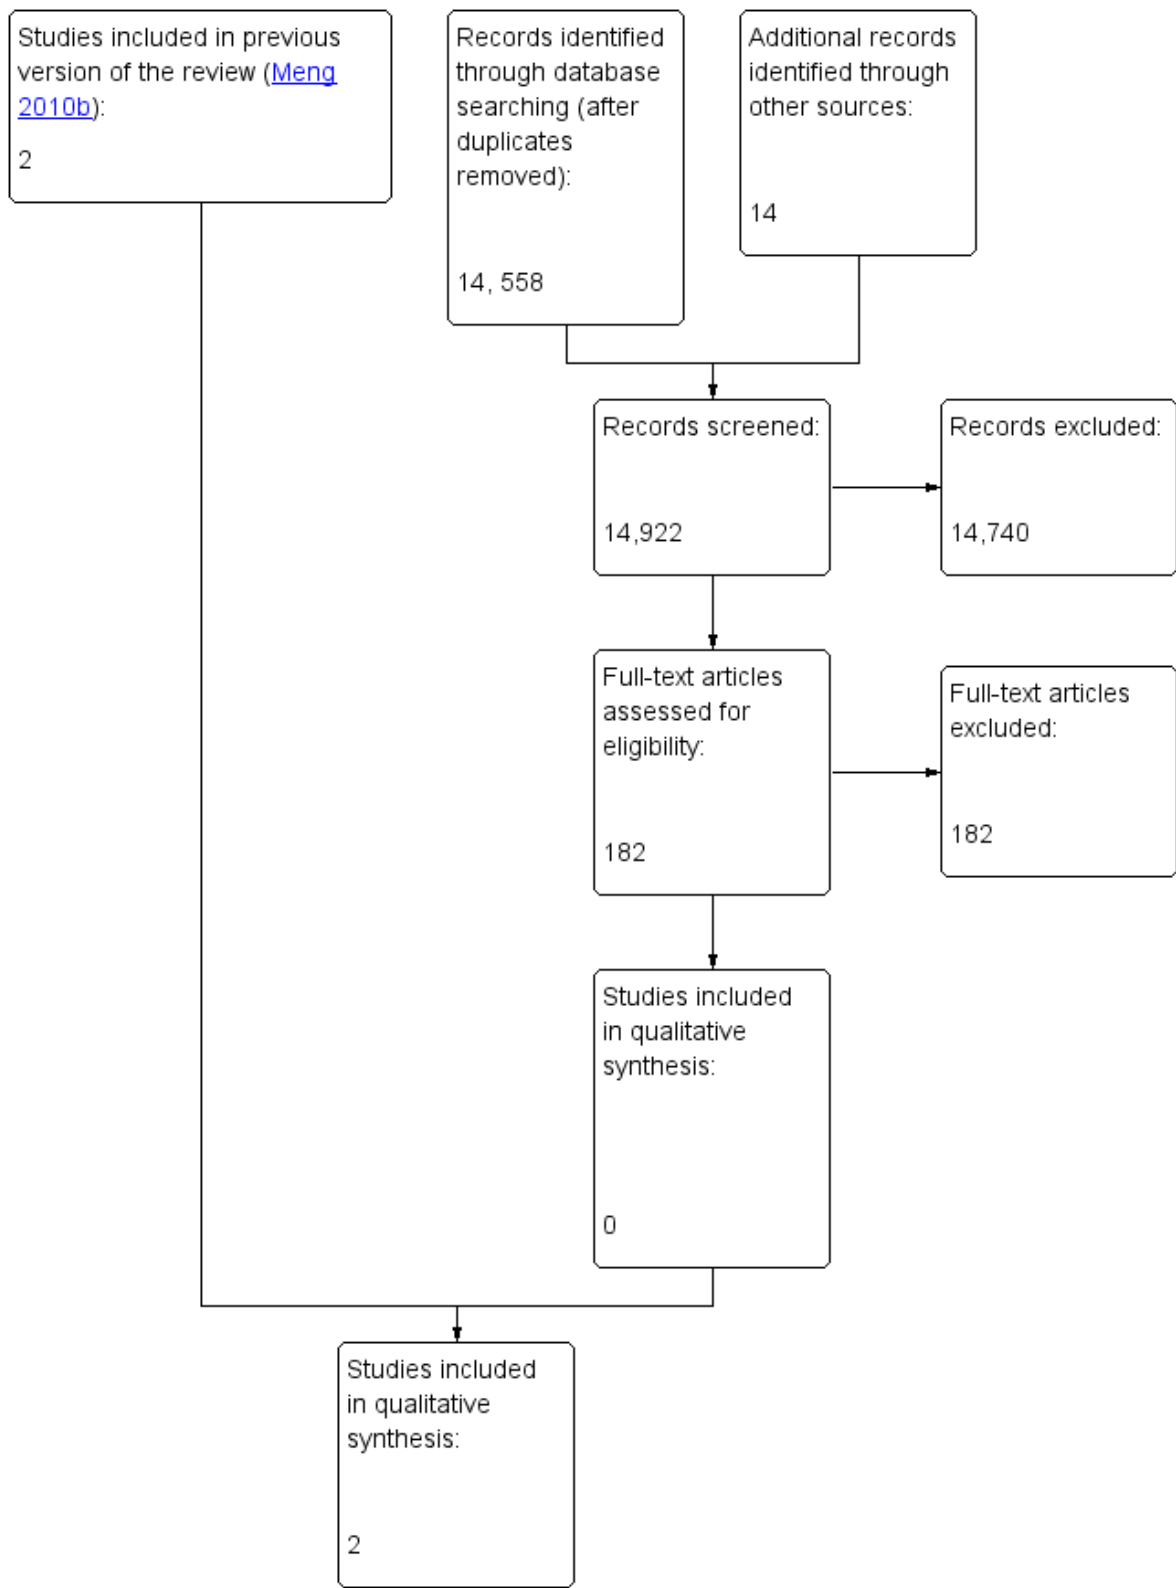 Studies included in previous
version of the review (Meng
2010b):
2
Records identified
through database
searching (after
duplicates
removed):
14, 558
Additional records
identified through
other sources:
14
Records screened:
14,922
Records excluded:
14,740
Full-text articles
assessed for
eligibility:
182
Full-text articles
excluded:
182
Studies included
in qualitative
synthesis:
0
Studies included
in qualitative
synthesis:
2